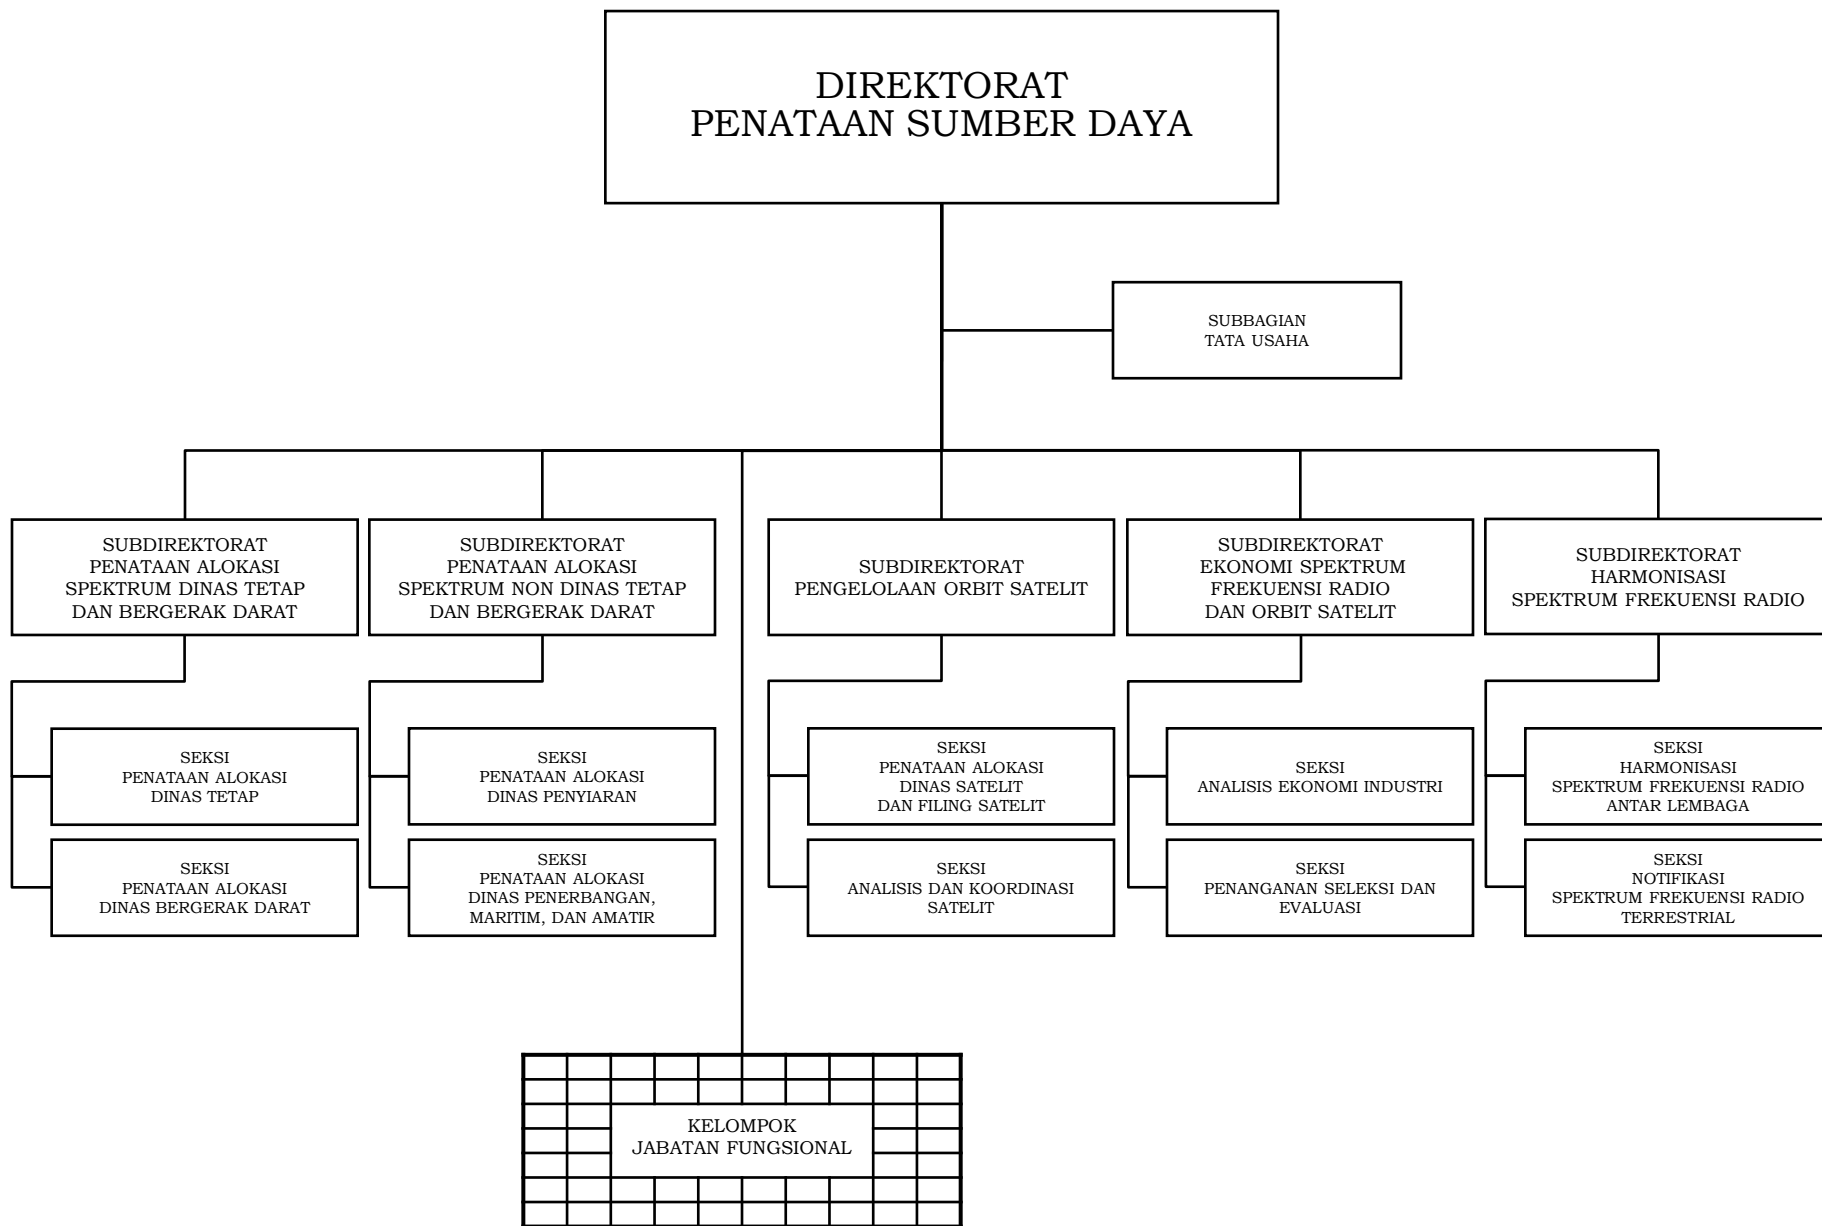 DIREKTORAT
PENATAAN SUMBER DAYA
SUBBAGIAN
TATA USAHA
SUBDIREKTORAT
PENATAAN ALOKASI
SPEKTRUM DINAS TETAP
DAN BERGERAK DARAT
SUBDIREKTORAT
PENATAAN ALOKASI
SPEKTRUM NON DINAS TETAP
DAN BERGERAK DARAT
SUBDIREKTORAT
PENGELOLAAN ORBIT SATELIT
SUBDIREKTORAT
EKONOMI SPEKTRUM
FREKUENSI RADIO
DAN ORBIT SATELIT
SUBDIREKTORAT
HARMONISASI
SPEKTRUM FREKUENSI RADIO
SEKSI
PENATAAN ALOKASI
DINAS TETAP
SEKSI
PENATAAN ALOKASI
DINAS PENYIARAN
SEKSI
PENATAAN ALOKASI
DINAS SATELIT
DAN FILING SATELIT
SEKSI
ANALISIS EKONOMI INDUSTRI
SEKSI
HARMONISASI
SPEKTRUM FREKUENSI RADIO
ANTAR LEMBAGA
SEKSI
PENATAAN ALOKASI
DINAS BERGERAK DARAT
SEKSI
PENATAAN ALOKASI
DINAS PENERBANGAN,
MARITIM, DAN AMATIR
SEKSI
ANALISIS DAN KOORDINASI
SATELIT
SEKSI
PENANGANAN SELEKSI DAN
EVALUASI
SEKSI
NOTIFIKASI
SPEKTRUM FREKUENSI RADIO
TERRESTRIAL
KELOMPOK
JABATAN FUNGSIONAL